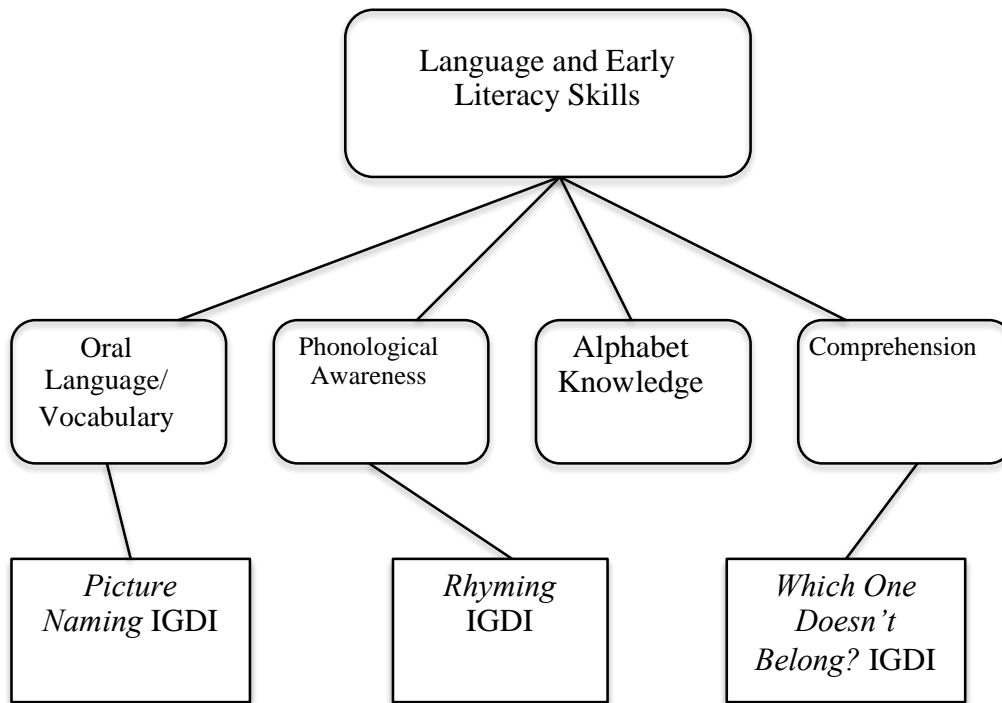 Language and Early
Literacy Skills
Oral
Language/
Vocabulary
Phonological
Awareness
Alphabet
Knowledge
Comprehension
Picture
Naming IGDI
Rhyming
IGDI
Which One
Doesn’t
Belong? IGDI